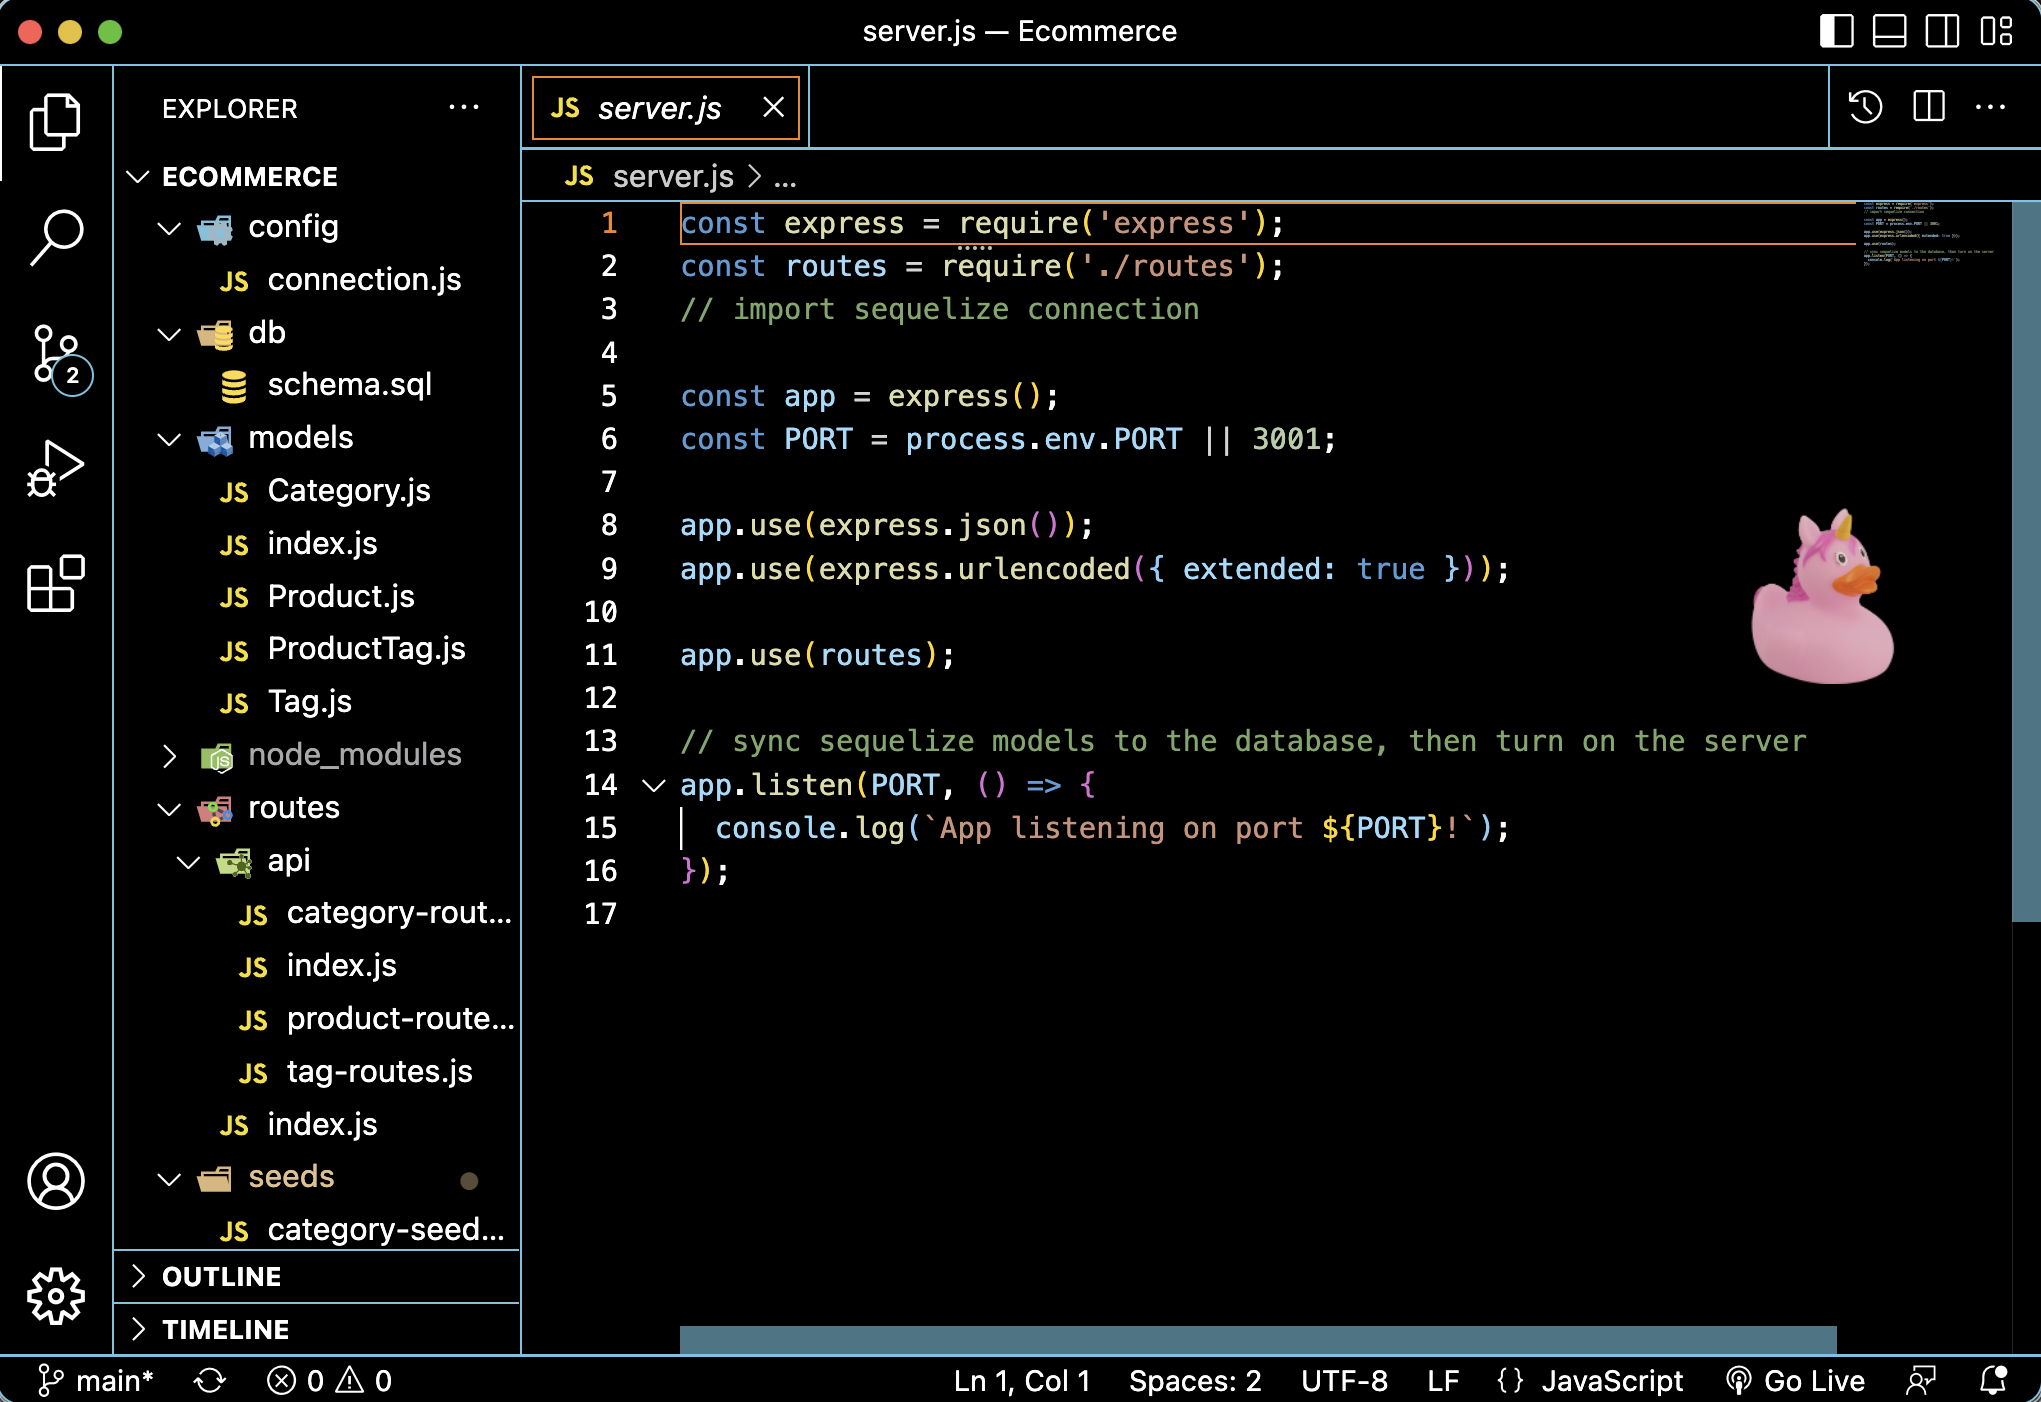 server.js — Ecommerce
EXPLORER
ECOMMERCE
config
JS connection.js
db
schema.sql
models
JS Category.js
JS index.js
JS Product.js
JS ProductTag.js
JS Tag.js
node_modules
routes
api
JS category-rout...
JS index.js
JS product-route...
JS tag-routes.js
JS index.js
seeds
JS category-seed...
OUTLINE
TIMELINE
2
JS server.js
JS server.js > ...
1 const express = require('express');
2 const routes = require('./routes');
3 // import sequelize connection
4
5 const app = express();
6 const PORT = process.env.PORT || 3001;
7
8 app.use(express.json());
9 app.use(express.urlencoded({ extended: true }));
10
11 app.use(routes);
12
13 // sync sequelize models to the database, then turn on the server
14 app.listen(PORT, () => {
15 console.log(`App listening on port ${PORT}!`);
16 });
17
main* 0 0 Ln 1, Col 1 Spaces: 2 UTF-8 LF {} JavaScript Go Live